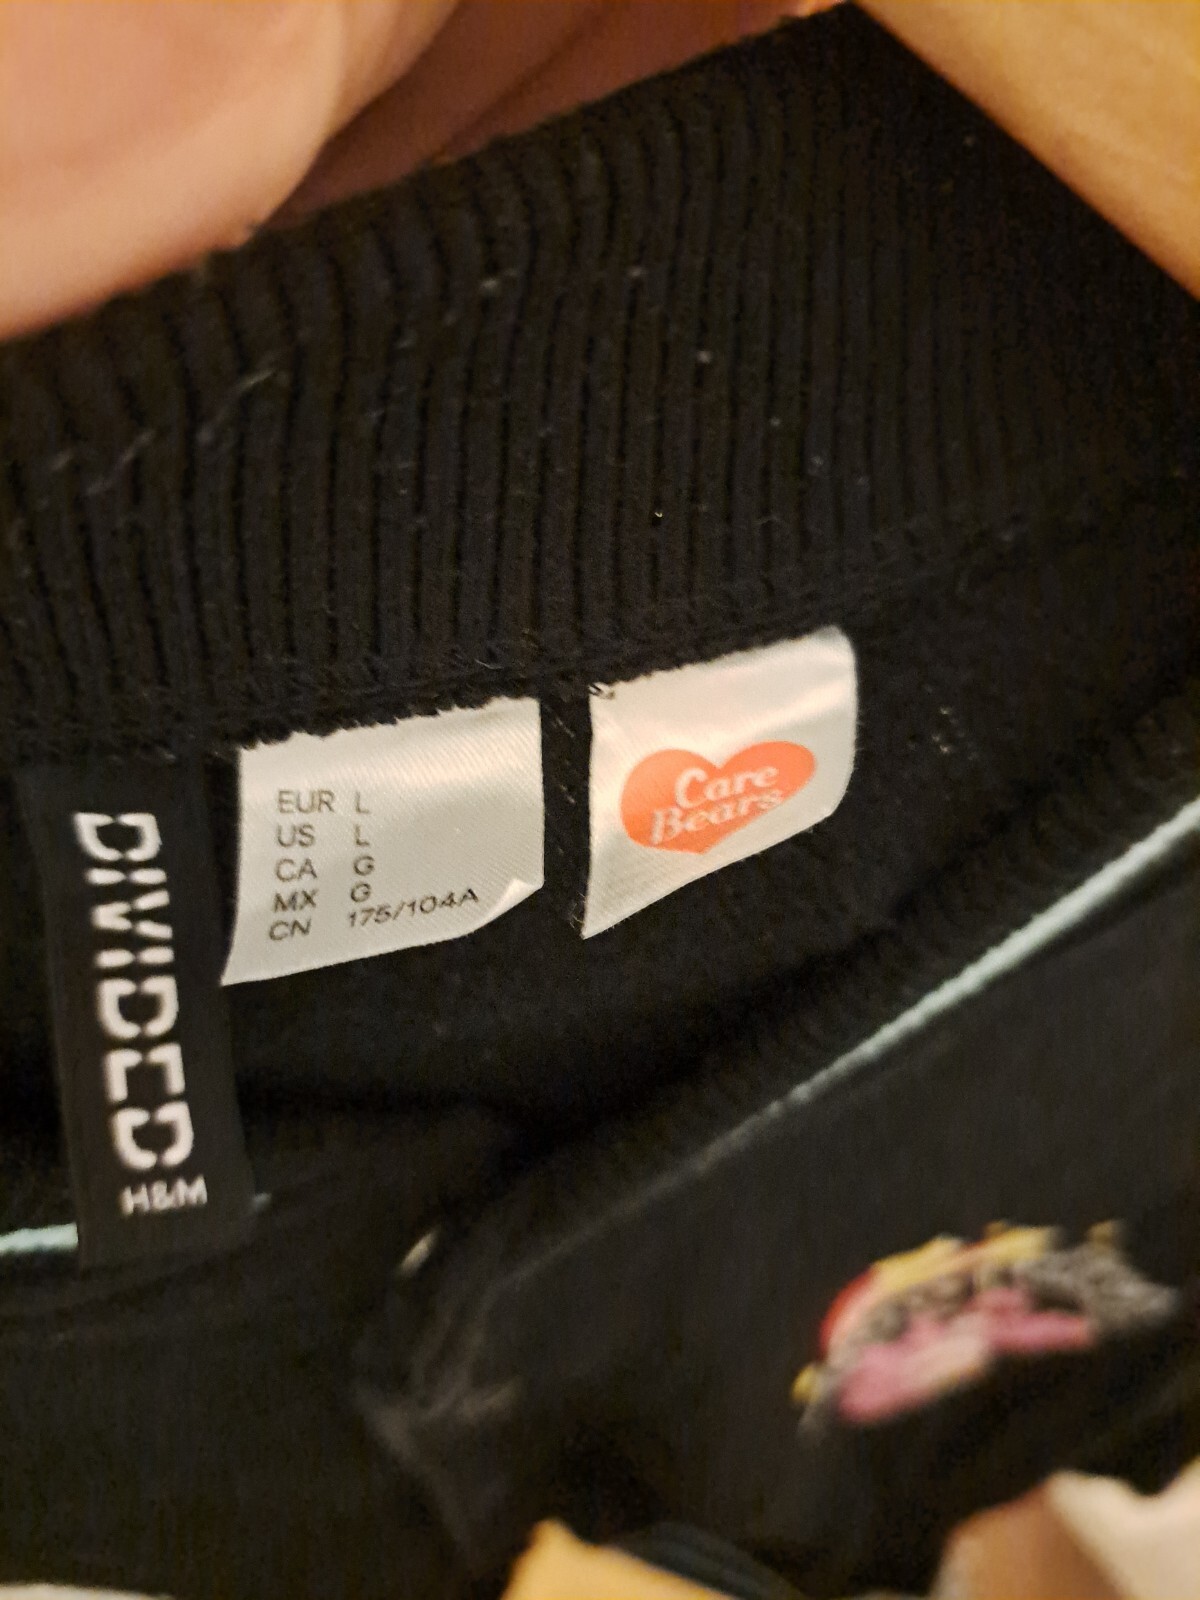 DIVIDED
H&M
EUR L
US L
CA G
MX G
CN 175/104A
Care
Bears